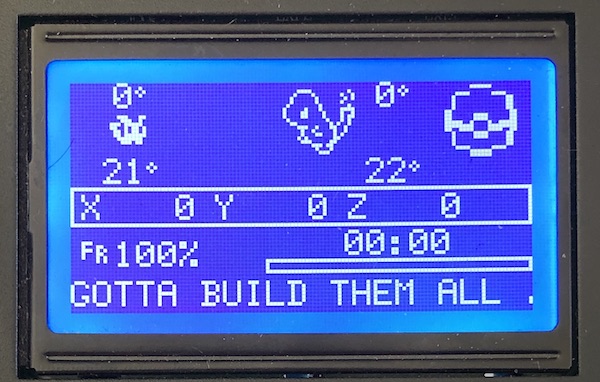 0° 0°
21° 22°
X 0 Y 0 Z 0
00:00
FR 100%
GOTTA BUILD THEM ALL .